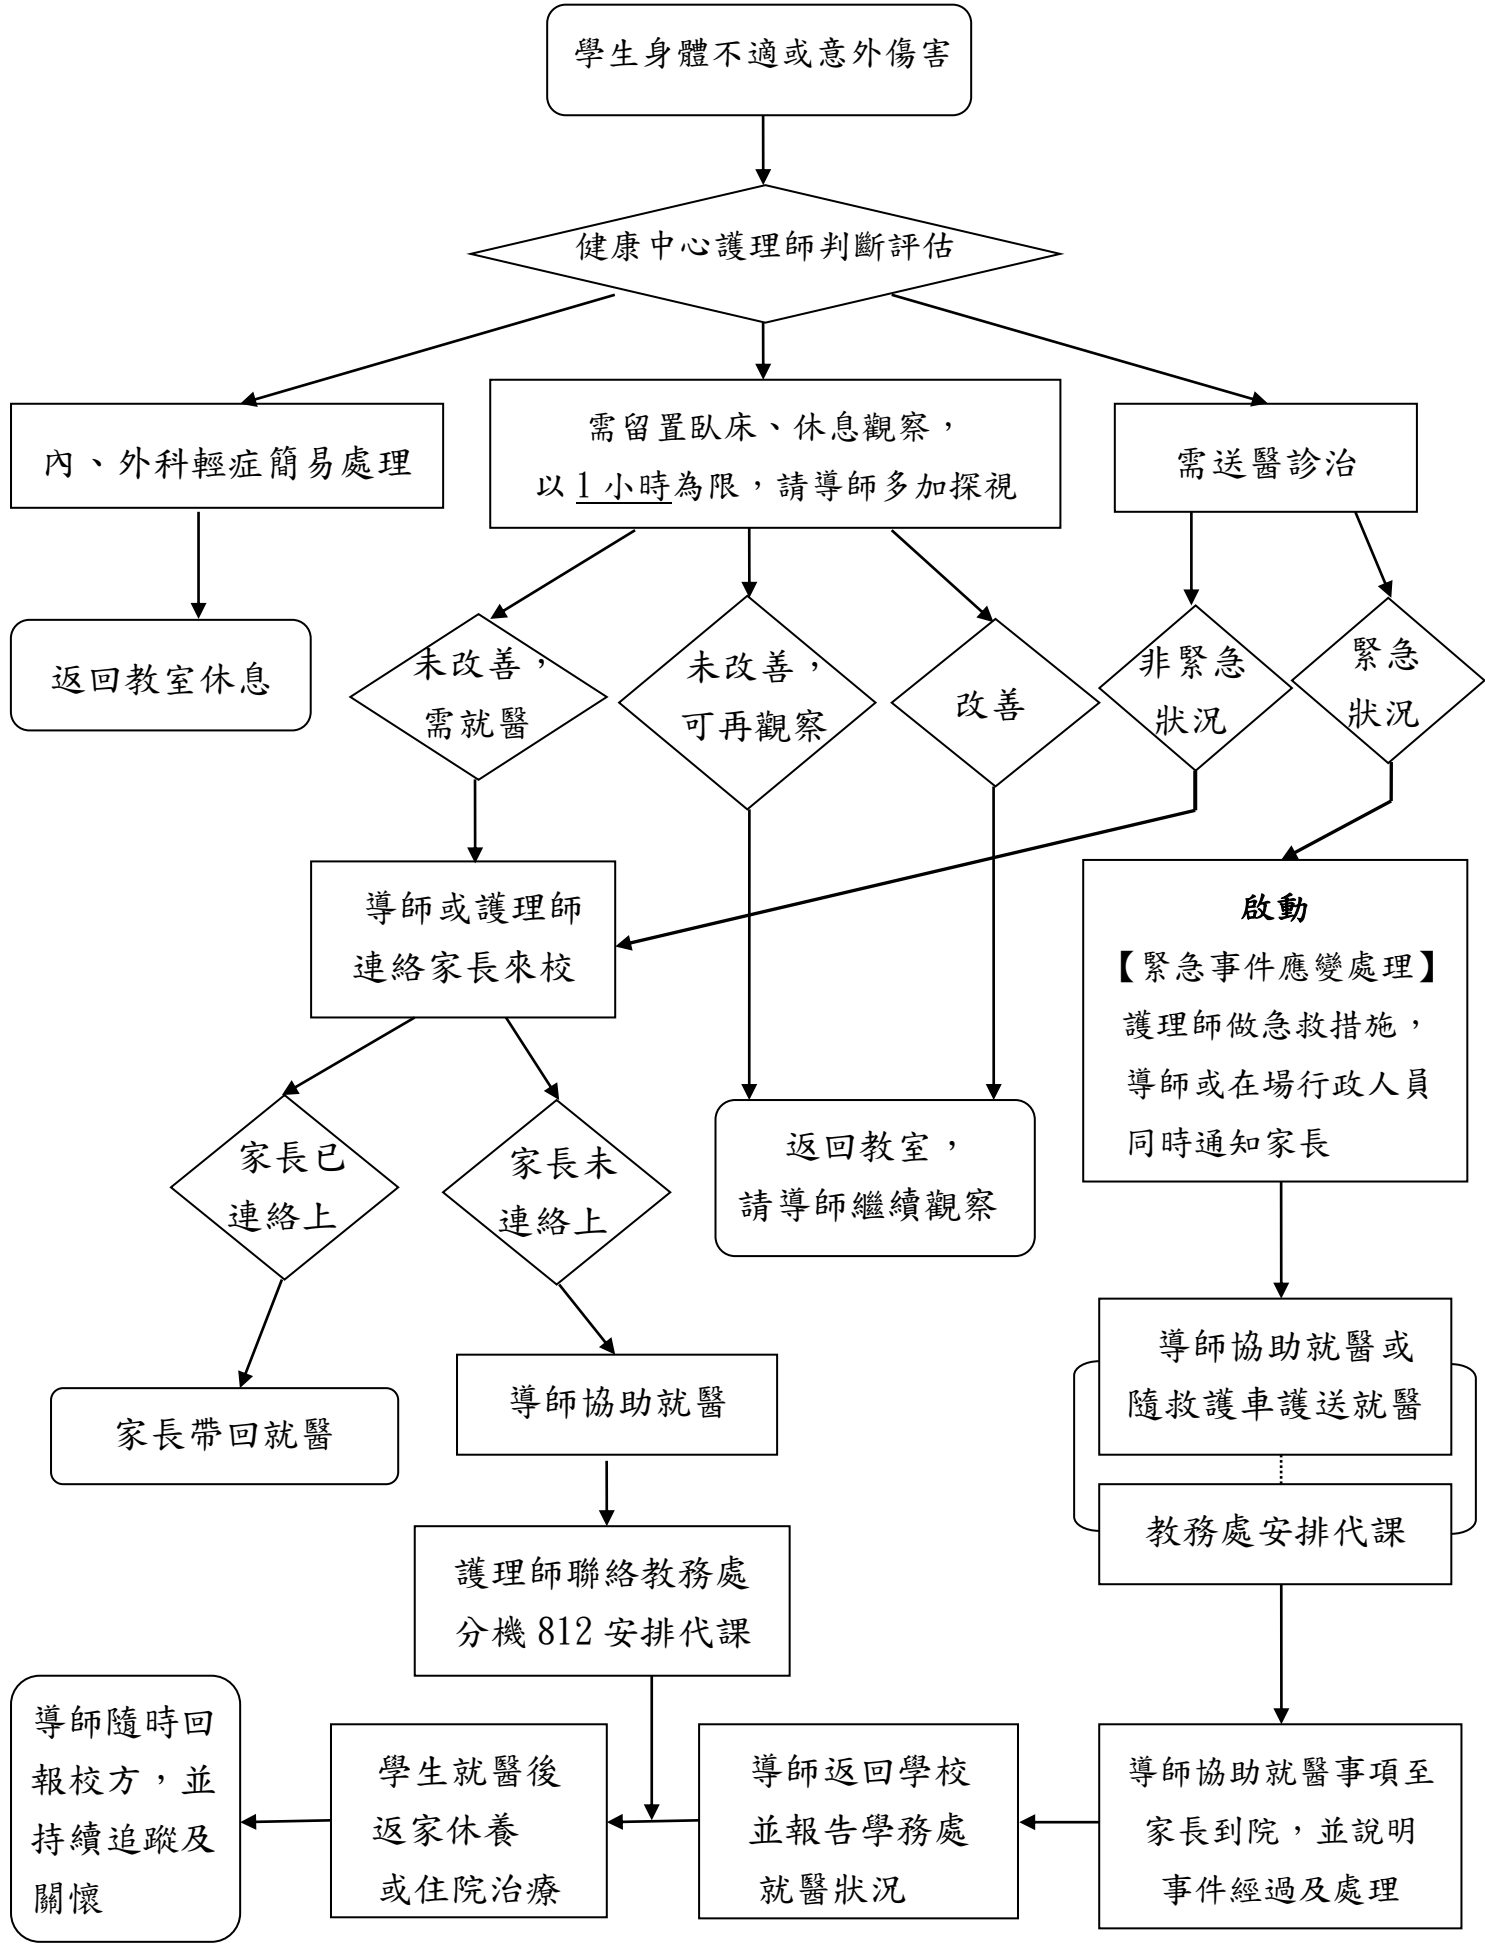 學生身體不適或意外傷害
健康中心護理師判斷評估
內、外科輕症簡易處理
需留置臥床、休息觀察，
以1小時為限，請導師多加探視
需送醫診治
返回教室休息
未改善，
需就醫
未改善，
可再觀察
改善
非緊急
狀況
緊急
狀況
導師或護理師
連絡家長來校
啟動
【緊急事件應變處理】
護理師做急救措施，
導師或在場行政人員
同時通知家長
家長已
連絡上
家長未
連絡上
返回教室，
請導師繼續觀察
家長帶回就醫
導師協助就醫
導師協助就醫或
隨救護車護送就醫
教務處安排代課
護理師聯絡教務處
分機812安排代課
導師隨時回
報校方，並
持續追蹤及
關懷
學生就醫後
返家休養
或住院治療
導師返回學校
並報告學務處
就醫狀況
導師協助就醫事項至
家長到院，並說明
事件經過及處理